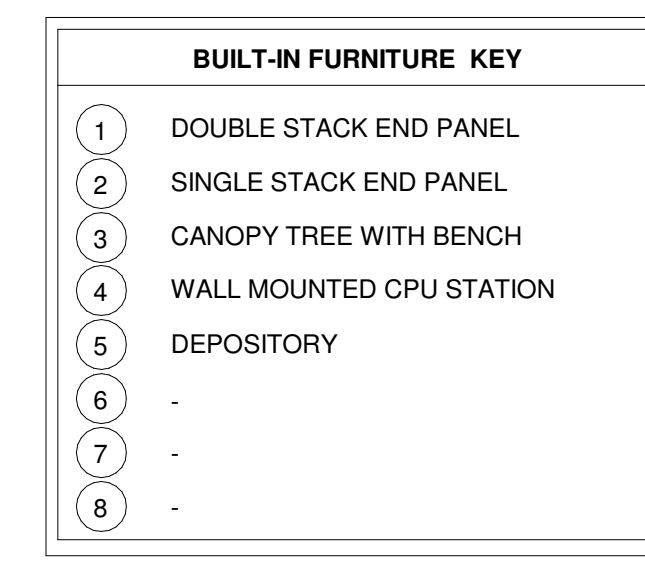 BUILT-IN FURNITURE KEY
1 DOUBLE STACK END PANEL
2 SINGLE STACK END PANEL
3 CANOPY TREE WITH BENCH
4 WALL MOUNTED CPU STATION
5 DEPOSITORY
6 -
7 -
8 -